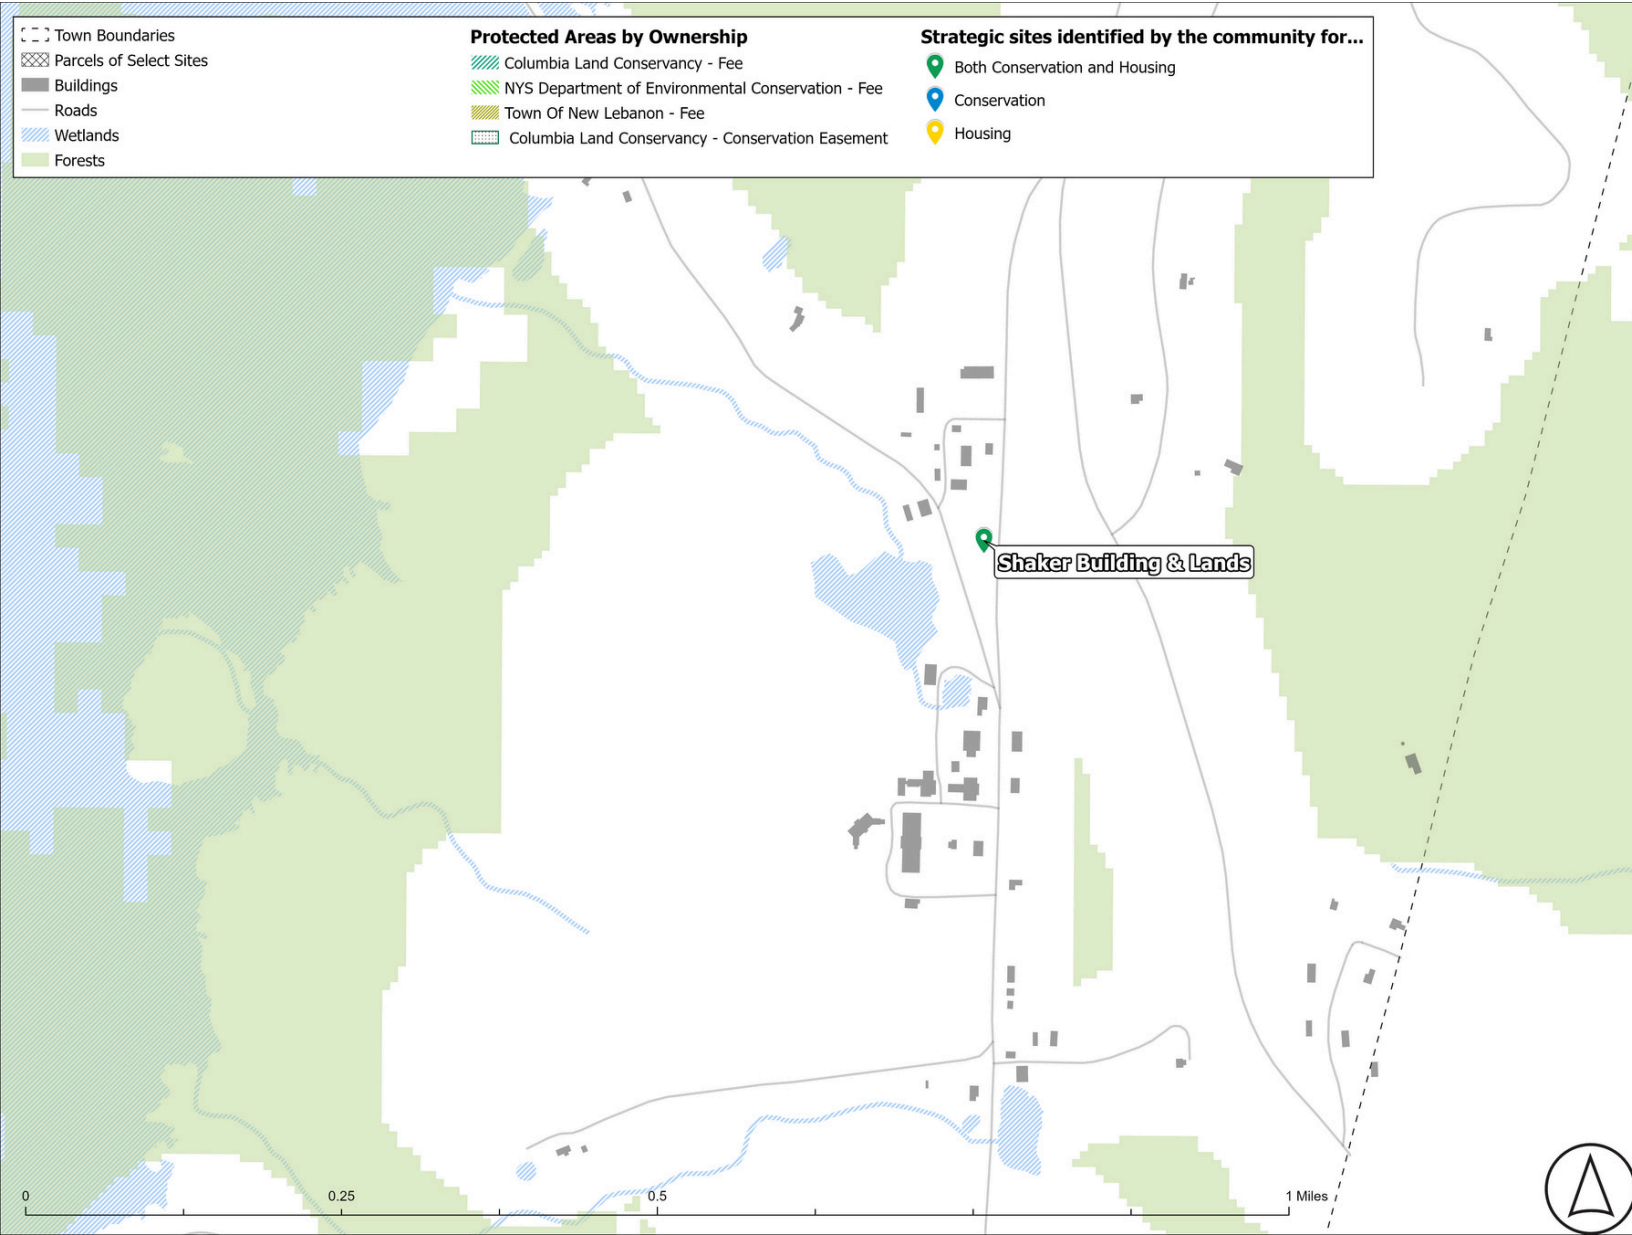 Town Boundaries
Parcels of Select Sites
Buildings
Roads
Wetlands
Forests
Protected Areas by Ownership
Columbia Land Conservancy - Fee
NYS Department of Environmental Conservation - Fee
Town Of New Lebanon - Fee
Columbia Land Conservancy - Conservation Easement
Strategic sites identified by the community for...
Both Conservation and Housing
Conservation
Housing
Shaker Building & Lands
0 0.25 0.5 1 Miles